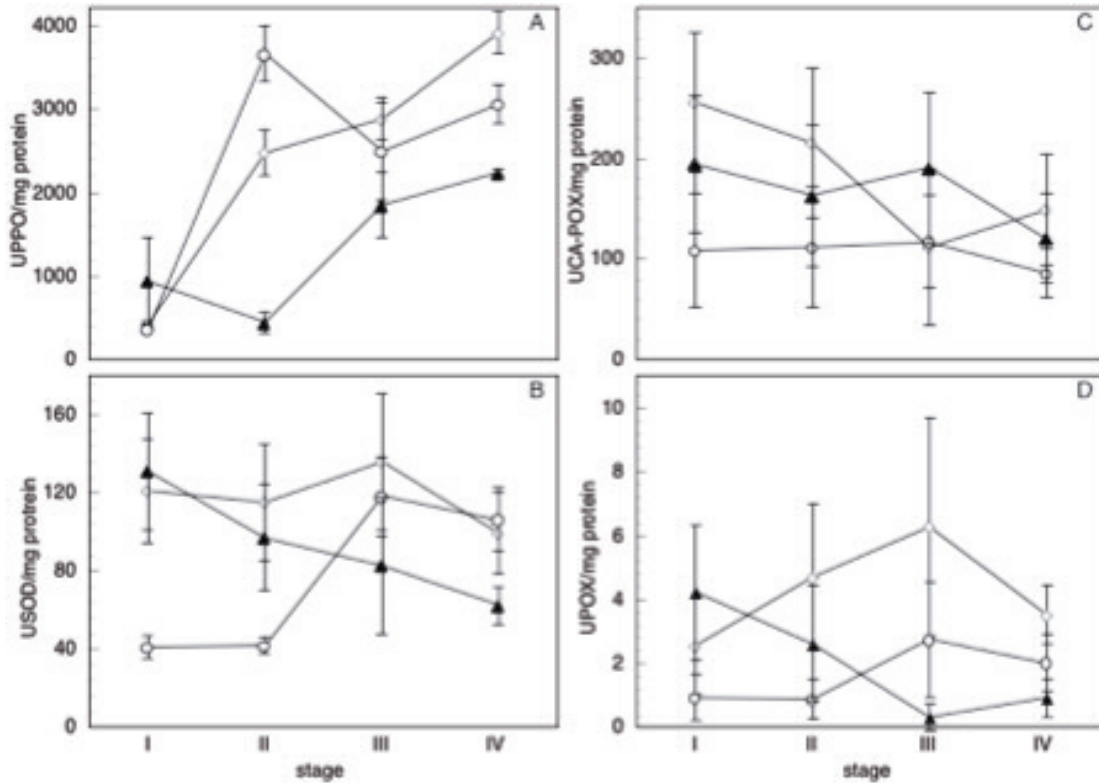 A
4000
3000
2000
1000
0
UPPO/mg protein
C
300
200
100
0
UCA-POX/mg protein
B
160
120
80
40
0
USOD/mg protrein
I II III IV
stage
D
10
8
6
4
2
0
UPOX/mg protein
I II III IV
stage